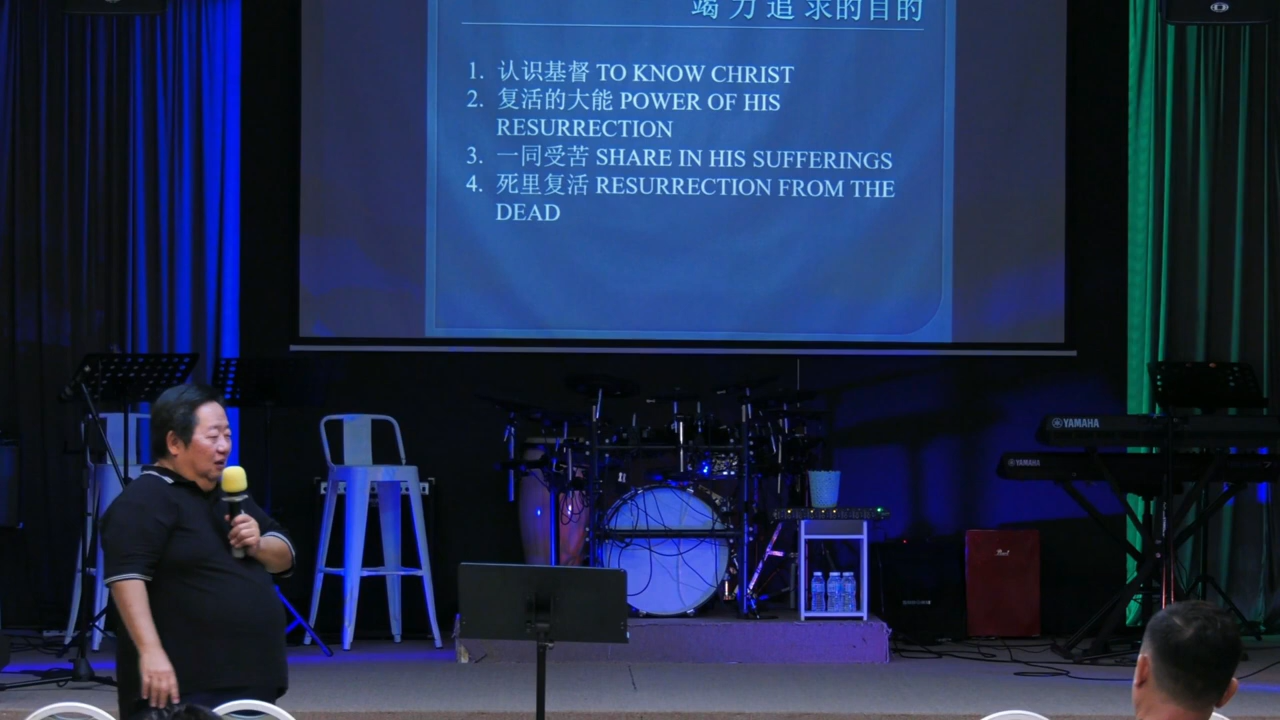 竭力追求的目的
1. 认识基督 TO KNOW CHRIST
2. 复活的大能 POWER OF HIS
RESURRECTION
3. 一同受苦 SHARE IN HIS SUFFERINGS
4. 死里复活 RESURRECTION FROM THE
DEAD
YAMAHA
YAMAHA
Pearl